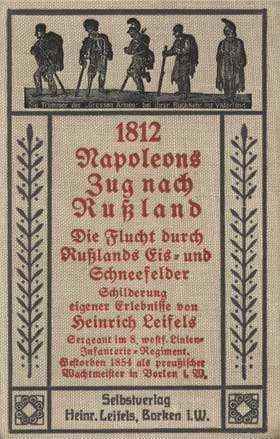 Die Trümmer der „Grossen Armee" bei ihrer Rückkehr ins Vaterland.
1812
Napoleons
Zug nach
Rußland
Die Flucht durch
Rußlands Eis- und
Schneefelder
Schilderung
eigener Erlebnisse von
Heinrich Leifels
Sergeant im 8. westf. Linien-
Infanterie-Regiment.
Gestorben 1854 als preußischer
Wachtmeister in Borken i. W.
Selbstverlag
Heinr. Leifels, Borken i.W.